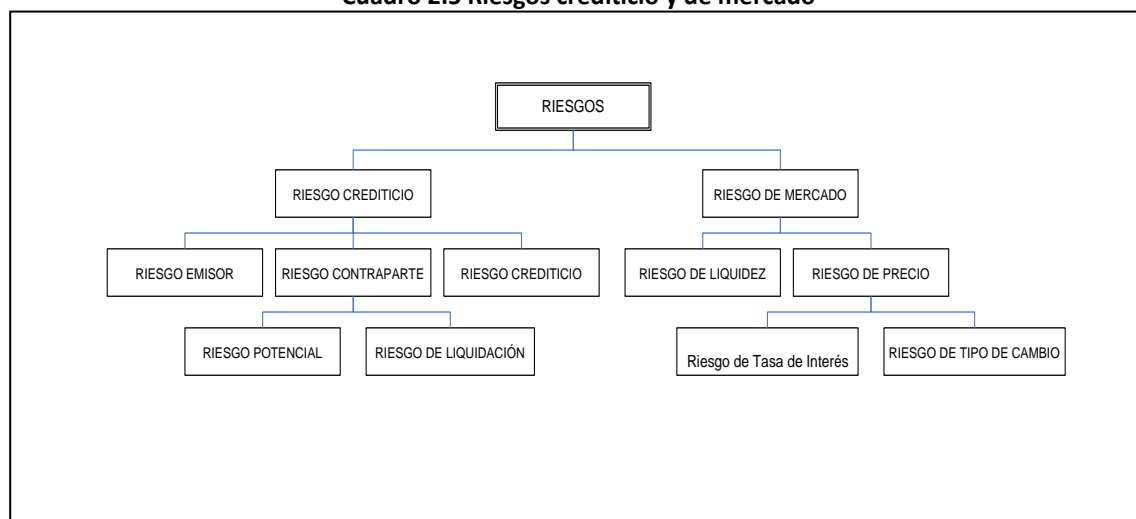 Cuadro 2.5 Riesgos crediticio y de mercado
RIESGOS
RIESGO CREDITICIO
RIESGO DE MERCADO
RIESGO EMISOR
RIESGO CONTRAPARTE
RIESGO CREDITICIO
RIESGO DE LIQUIDEZ
RIESGO DE PRECIO
RIESGO POTENCIAL
RIESGO DE LIQUIDACIÓN
Riesgo de Tasa de Interés
RIESGO DE TIPO DE CAMBIO